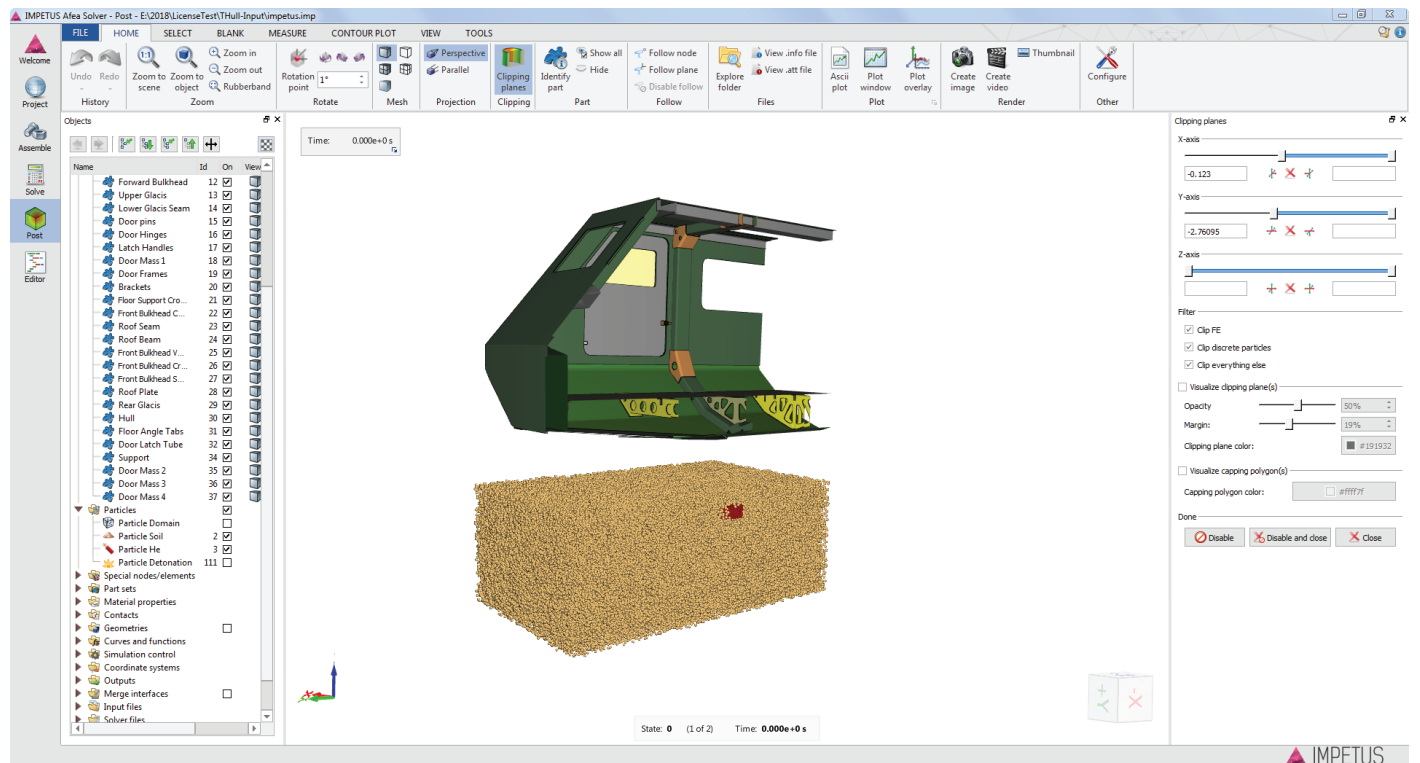 IMPETUS Afea Solver - Post - E:\2018\LicenseTest\THull-Input\impetus.imp
FILE HOME SELECT BLANK MEASURE CONTOUR PLOT VIEW TOOLS
Welcome
Project
Assemble
Solve
Post
Editor
Undo Redo
History
Zoom to scene
Zoom to object
Zoom in
Zoom out
Rubberband
Zoom
Rotation point
1°
Rotate
Mesh
Perspective
Parallel
Projection
Clipping planes
Clipping
Identify part
Show all
Hide
Part
Follow node
Follow plane
Disable follow
Follow
Explore folder
View .info file
View .att file
Files
Ascii plot
Plot window
Plot overlay
Plot
Create image
Create video
Thumbnail
Render
Configure
Other
Objects
Name Id On View
Forward Bulkhead 12
Upper Glacis 13
Lower Glacis Seam 14
Door pins 15
Door Hinges 16
Latch Handles 17
Door Mass 1 18
Door Frames 19
Brackets 20
Floor Support Cro... 21
Front Bulkhead C... 22
Roof Seam 23
Roof Beam 24
Front Bulkhead V... 25
Front Bulkhead Cr... 26
Front Bulkhead S... 27
Roof Plate 28
Rear Glacis 29
Hull 30
Floor Angle Tabs 31
Door Latch Tube 32
Support 34
Door Mass 2 35
Door Mass 3 36
Door Mass 4 37
Particles
Particle Domain
Particle Soil 2
Particle He 3
Particle Detonation 111
Special nodes/elements
Part sets
Material properties
Contacts
Geometries
Curves and functions
Simulation control
Coordinate systems
Outputs
Merge interfaces
Input files
Solver files
Time: 0.000e+0 s
State: 0 (1 of 2) Time: 0.000e+0 s
Clipping planes
X-axis
-0.123
Y-axis
-2.76095
Z-axis
Filter
Clip FE
Clip discrete particles
Clip everything else
Visualize clipping plane(s)
Opacity 50%
Margin: 19%
Clipping plane color: #191932
Visualize capping polygon(s)
Capping polygon color: #ffff7f
Done
Disable Disable and close Close
IMPETUS